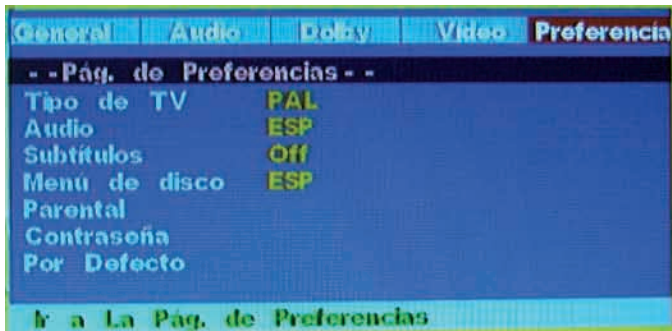 General Audio Dolby Video Preferencia
- -Pág. de Preferencias- -
Tipo de TV PAL
Audio ESP
Subtítulos Off
Menú de disco ESP
Parental
Contraseña
Por Defecto
Ir a La Pág. de Preferencias